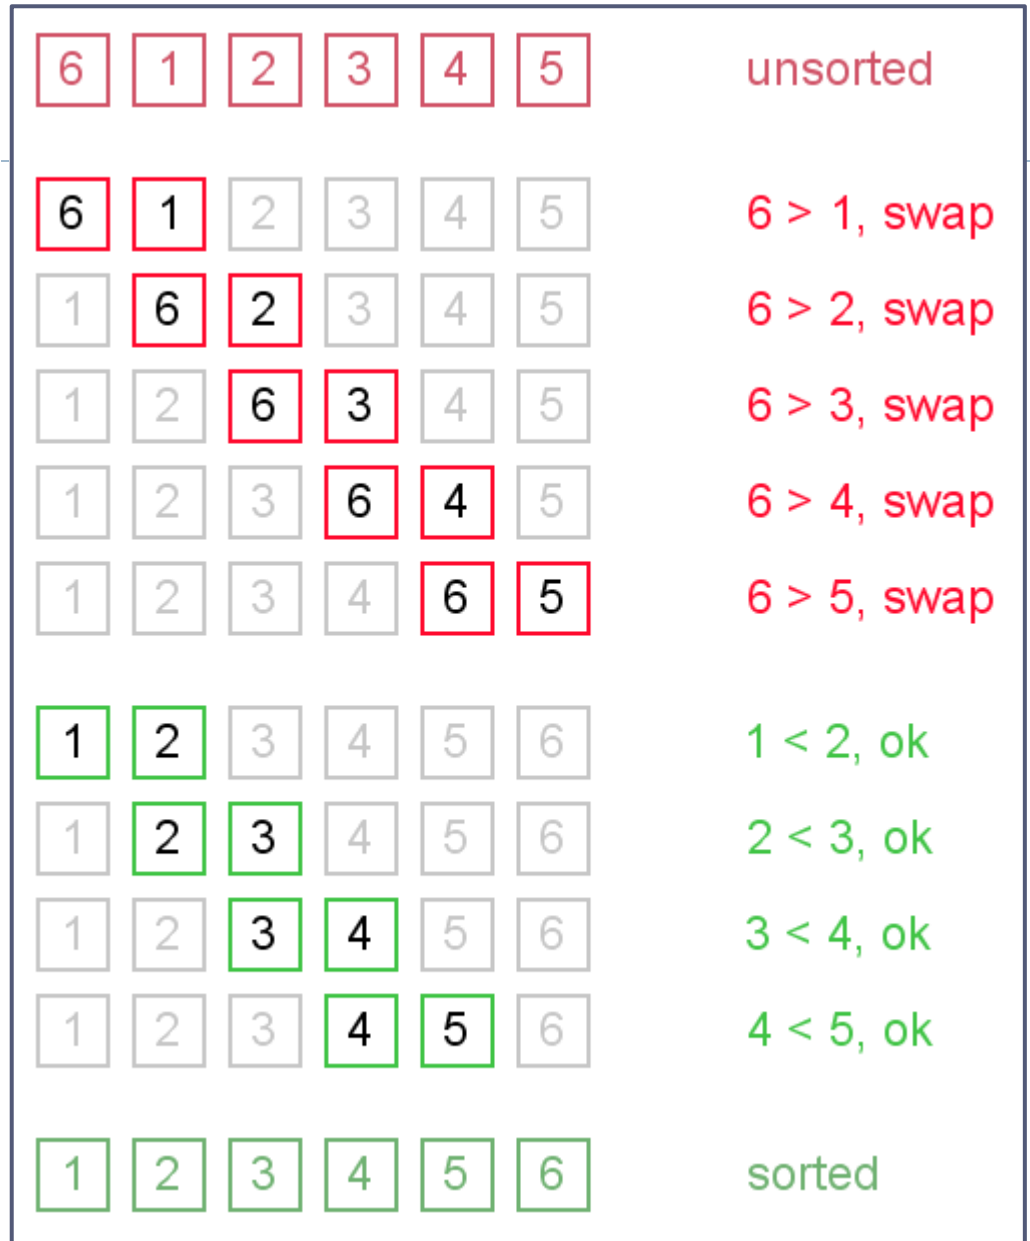 6 1 2 3 4 5 unsorted
6 1 2 3 4 5 6 > 1, swap
1 6 2 3 4 5 6 > 2, swap
1 2 6 3 4 5 6 > 3, swap
1 2 3 6 4 5 6 > 4, swap
1 2 3 4 6 5 6 > 5, swap
1 2 3 4 5 6 1 < 2, ok
1 2 3 4 5 6 2 < 3, ok
1 2 3 4 5 6 3 < 4, ok
1 2 3 4 5 6 4 < 5, ok
1 2 3 4 5 6 sorted